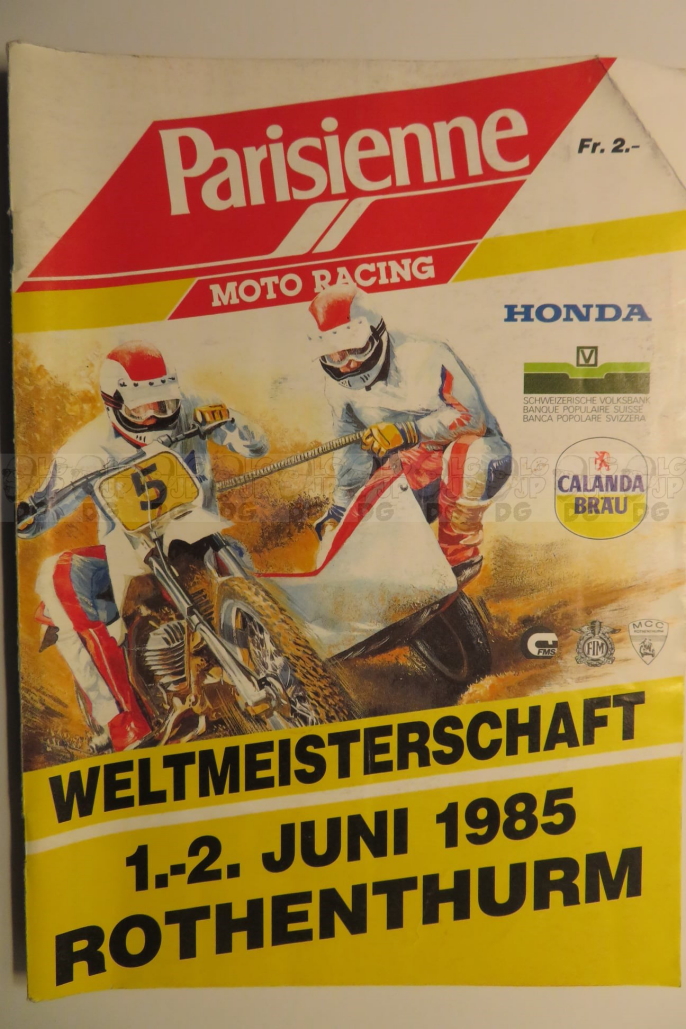 Parisienne
Fr. 2.-
MOTO RACING
HONDA
V
SCHWEIZERISCHE VOLKSBANK
BANQUE POPULAIRE SUISSE
BANCA POPOLARE SVIZZERA
CALANDA
BRÄU
5
FMS
FIM
MCC
ROTHENTHURM
WELTMEISTERSCHAFT
1.-2. JUNI 1985
ROTHENTHURM